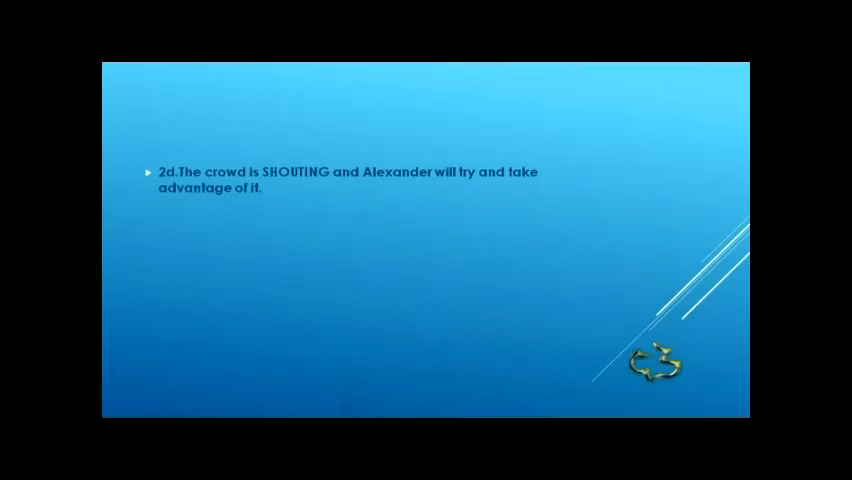 2d.The crowd is SHOUTING and Alexander will try and take
advantage of it.